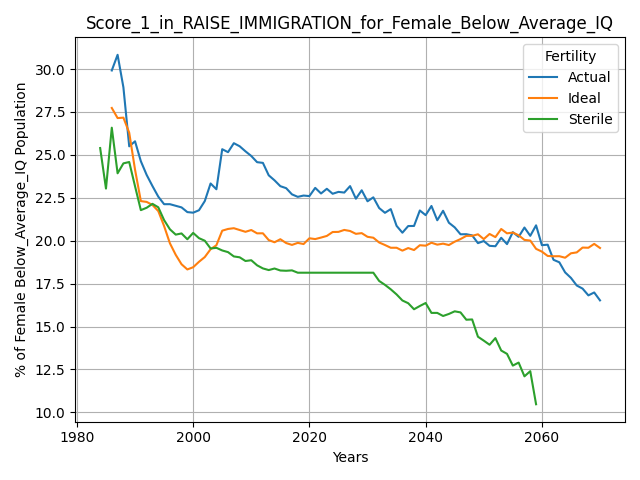 Score_1_in_RAISE_IMMIGRATION_for_Female_Below_Average_IQ
% of Female Below_Average_IQ Population
30.0
27.5
25.0
22.5
20.0
17.5
15.0
12.5
10.0
Fertility
Actual
Ideal
Sterile
1980
2000
2020
2040
2060
Years